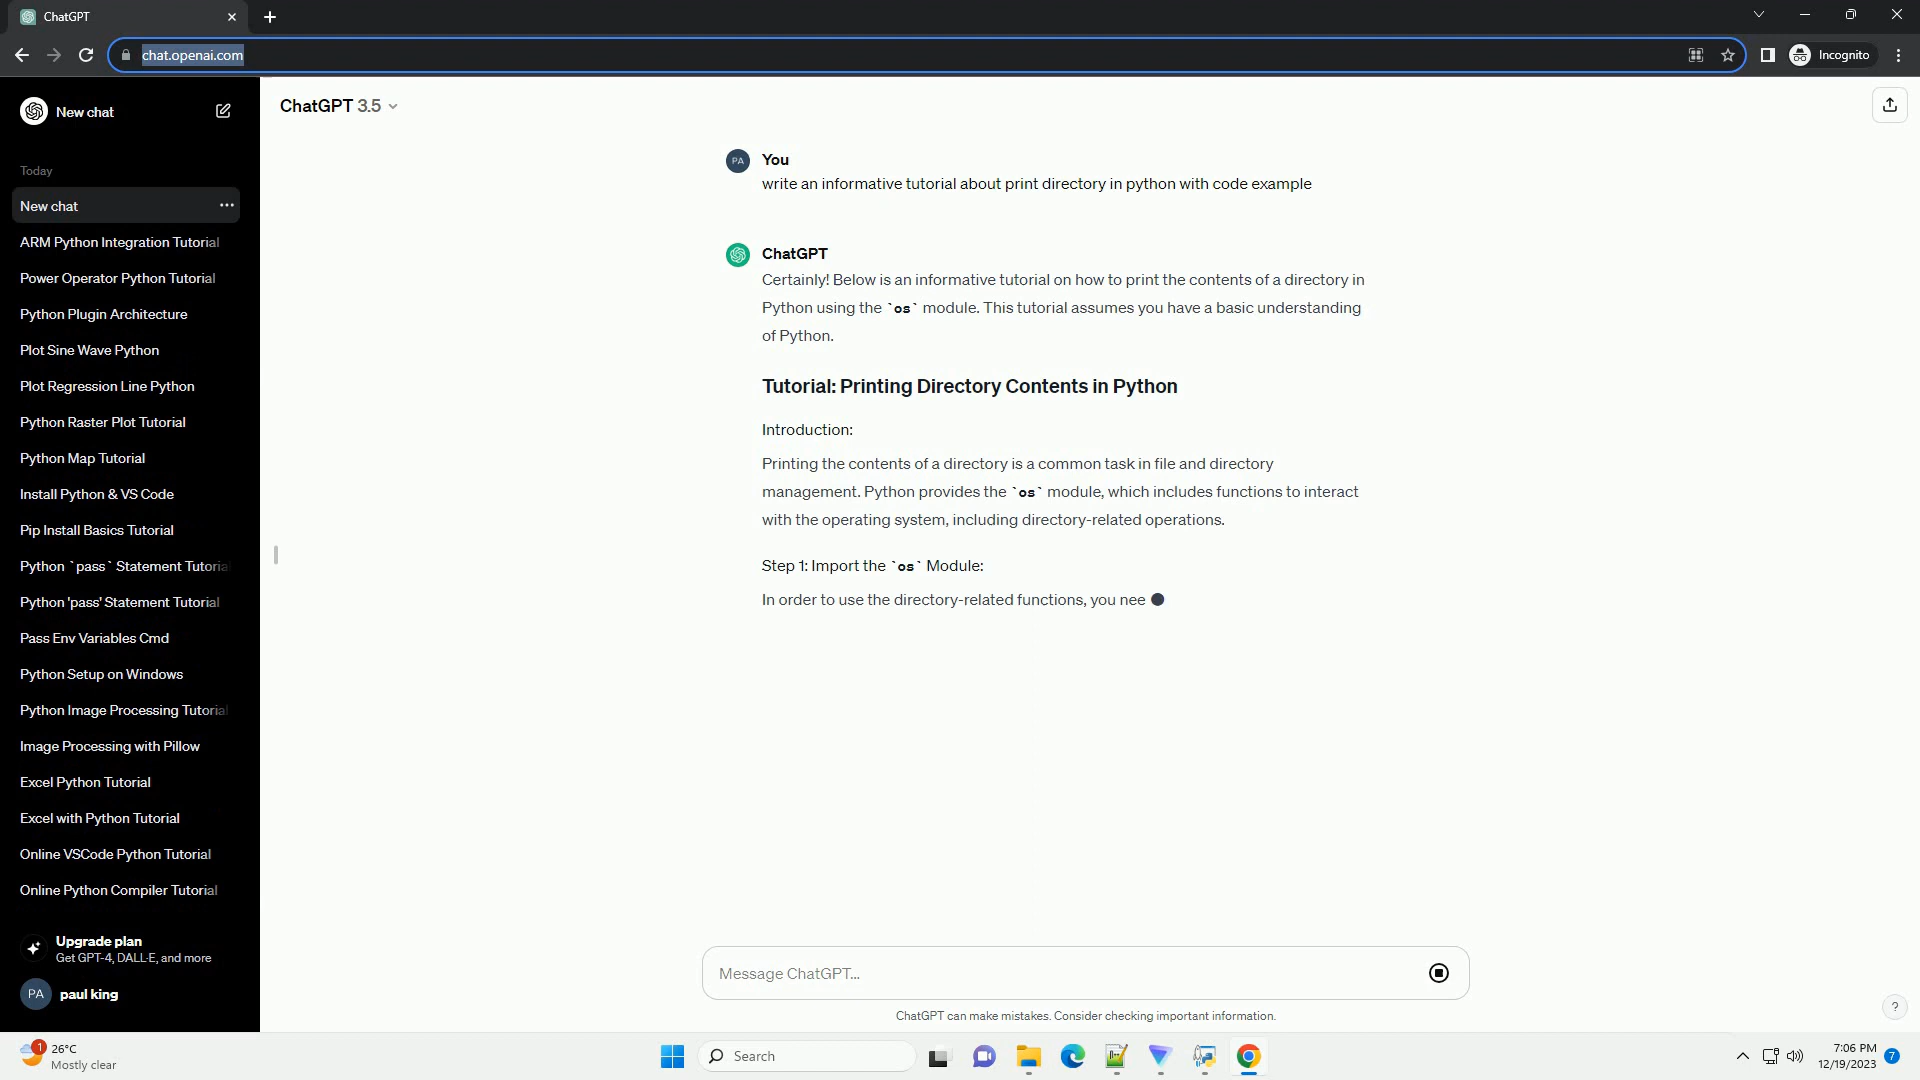 ChatGPT
chat.openai.com
Incognito
New chat
Today
New chat
ARM Python Integration Tutorial
Power Operator Python Tutorial
Python Plugin Architecture
Plot Sine Wave Python
Plot Regression Line Python
Python Raster Plot Tutorial
Python Map Tutorial
Install Python & VS Code
Pip Install Basics Tutorial
Python `pass` Statement Tutoria
Python 'pass' Statement Tutorial
Pass Env Variables Cmd
Python Setup on Windows
Python Image Processing Tutorial
Image Processing with Pillow
Excel Python Tutorial
Excel with Python Tutorial
Online VSCode Python Tutorial
Online Python Compiler Tutorial
Upgrade plan
Get GPT-4, DALL·E, and more
PA paul king
ChatGPT 3.5
PA You
write an informative tutorial about print directory in python with code example
ChatGPT
Certainly! Below is an informative tutorial on how to print the contents of a directory in
Python using the `os` module. This tutorial assumes you have a basic understanding
of Python.
Tutorial: Printing Directory Contents in Python
Introduction:
Printing the contents of a directory is a common task in file and directory
management. Python provides the `os` module, which includes functions to interact
with the operating system, including directory-related operations.
Step 1: Import the `os` Module:
In order to use the directory-related functions, you nee
Message ChatGPT...
ChatGPT can make mistakes. Consider checking important information.
?
1
26°C
Mostly clear
Search
7:06 PM
12/19/2023
7